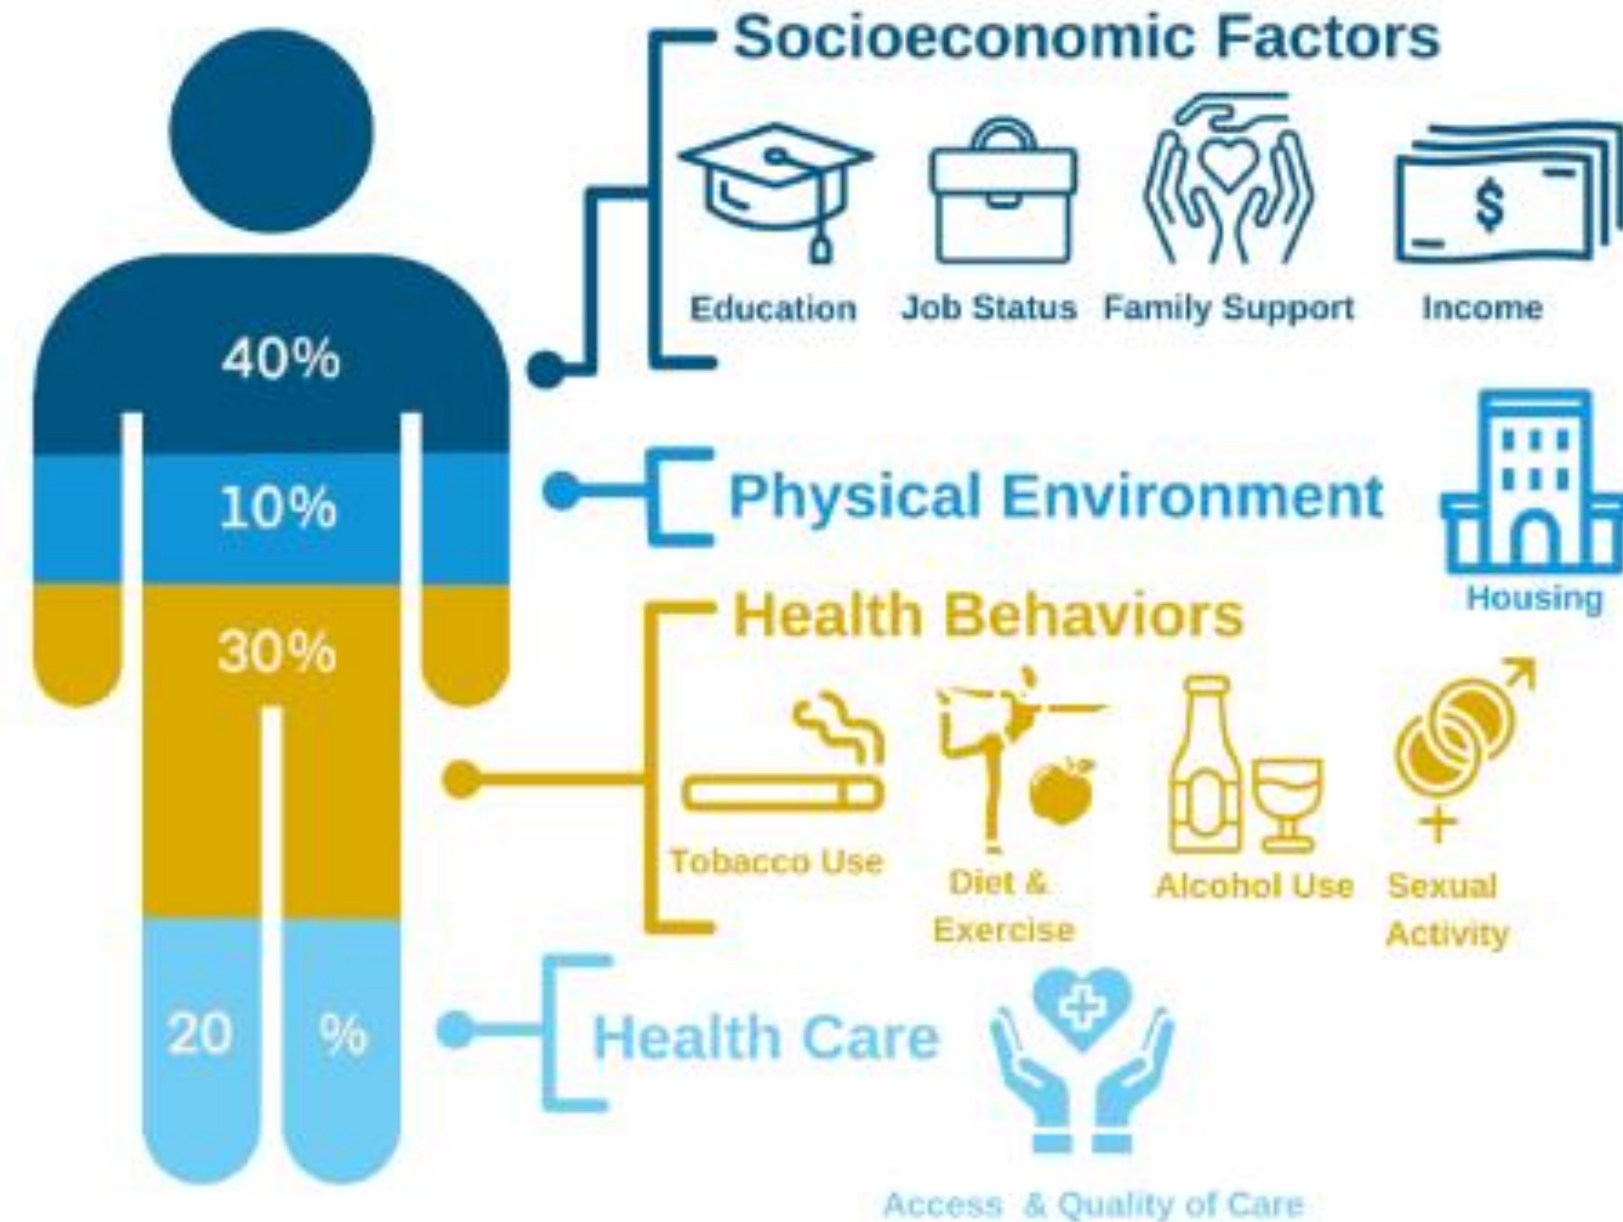 Socioeconomic Factors
$
Education Job Status Family Support Income
40%
10%
Physical Environment
Housing
30%
Health Behaviors
Tobacco Use
Diet &
Exercise
Alcohol Use
Sexual
Activity
20 %
Health Care
Access & Quality of Care